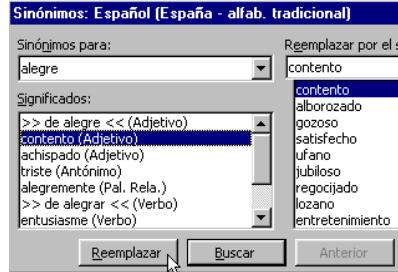 Sinónimos: Español (España - alfab. tradicional)
Sinónimos para:
alegre
Significados:
>> de alegre << (Adjetivo)
contento (Adjetivo)
achispado (Adjetivo)
triste (Antónimo)
alegremente (Pal. Rela.)
>> de alegrar << (Verbo)
entusiasme (Verbo)
Reemplazar por el s
contento
contento
alborozado
gozoso
satisfecho
ufano
jubiloso
regocijado
lozano
entretenimiento
Reemplazar
Buscar
Anterior